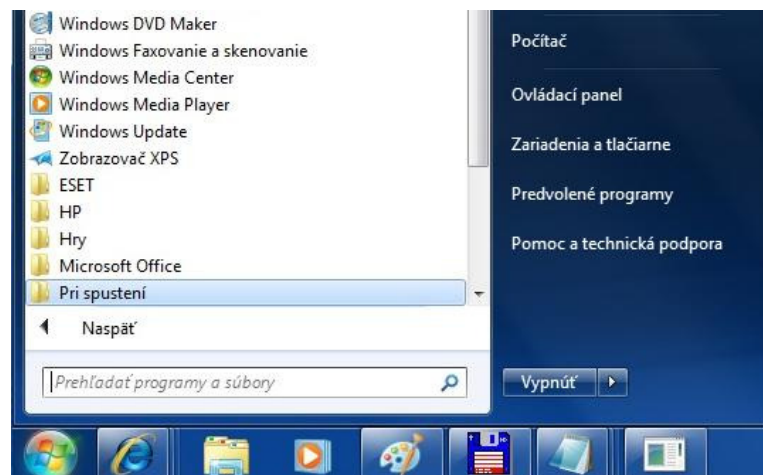 Windows DVD Maker
Windows Faxovanie a skenovanie
Windows Media Center
Windows Media Player
Windows Update
Zobrazovač XPS
ESET
HP
Hry
Microsoft Office
Pri spustení
Naspäť
Prehľadať programy a súbory
Počítač
Ovládací panel
Zariadenia a tlačiarne
Predvolené programy
Pomoc a technická podpora
Vypnúť